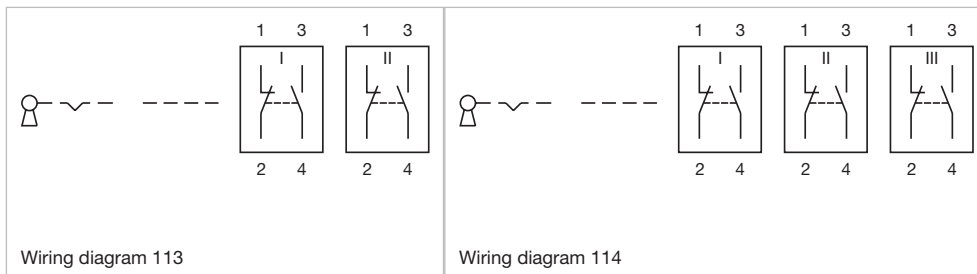 1 3 1 3
I II
2 4 2 4
Wiring diagram 113
1 3 1 3 1 3
I II III
2 4 2 4 2 4
Wiring diagram 114